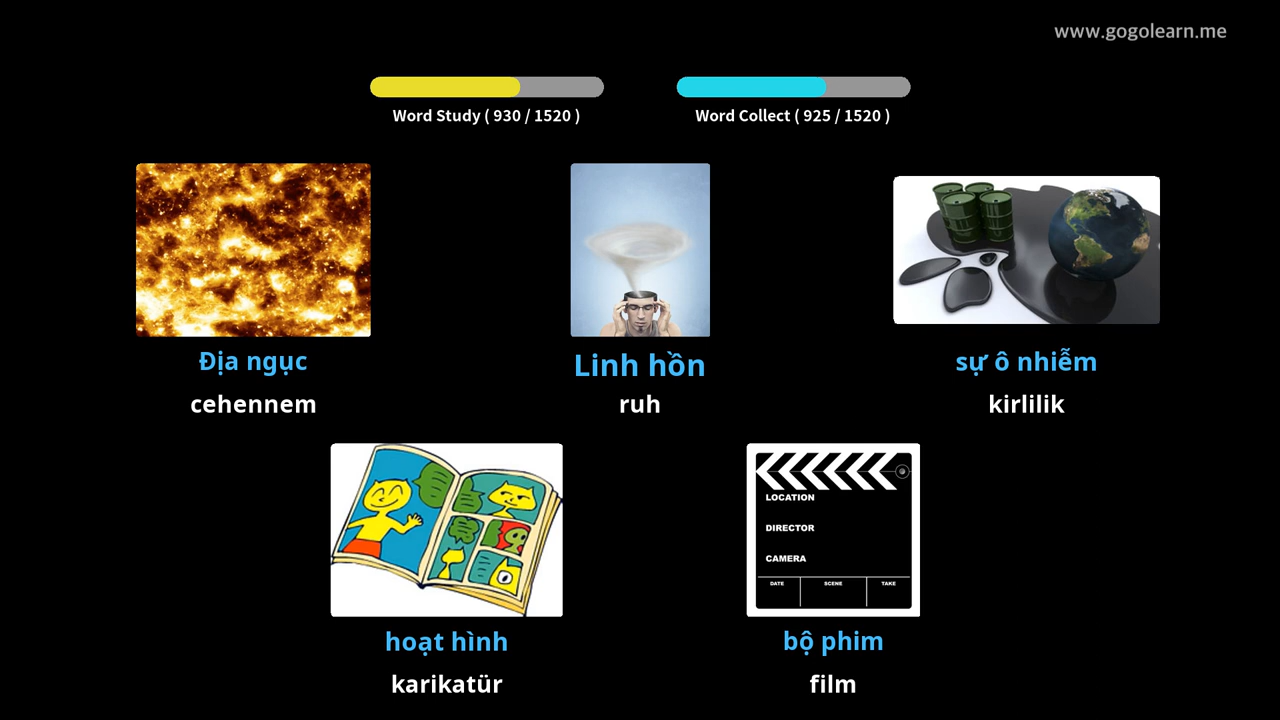 www.gogolearn.me
Word Study ( 930 / 1520 )
Word Collect ( 925 / 1520 )
Địa ngục
cehennem
Linh hồn
ruh
sự ô nhiễm
kirlilik
hoạt hình
karikatür
LOCATION
DIRECTOR
CAMERA
DATE
SCENE
TAKE
bộ phim
film